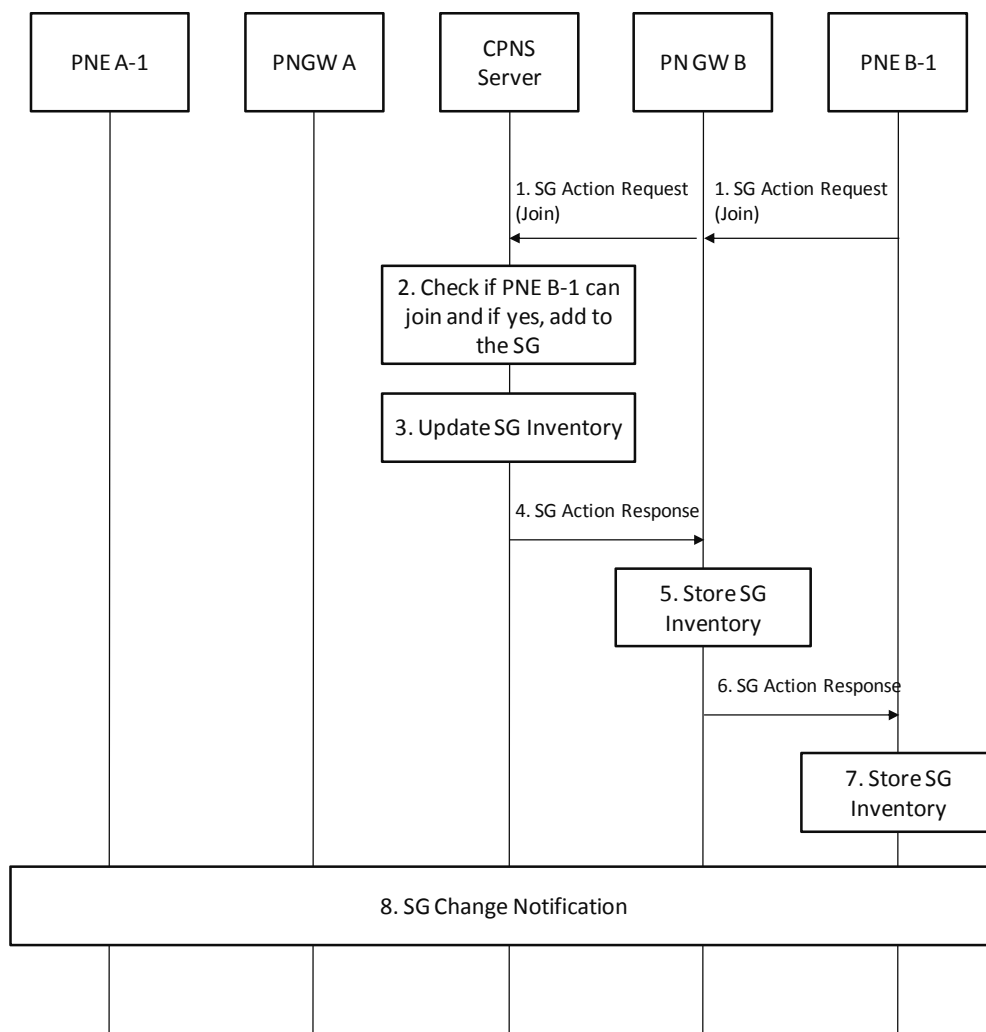 PNE A-1
PNGW A
CPNS
Server
PN GW B
PNE B-1
1. SG Action Request
(Join)
1. SG Action Request
(Join)
2. Check if PNE B-1 can
join and if yes, add to
the SG
3. Update SG Inventory
4. SG Action Response
5. Store SG
Inventory
6. SG Action Response
7. Store SG
Inventory
8. SG Change Notification